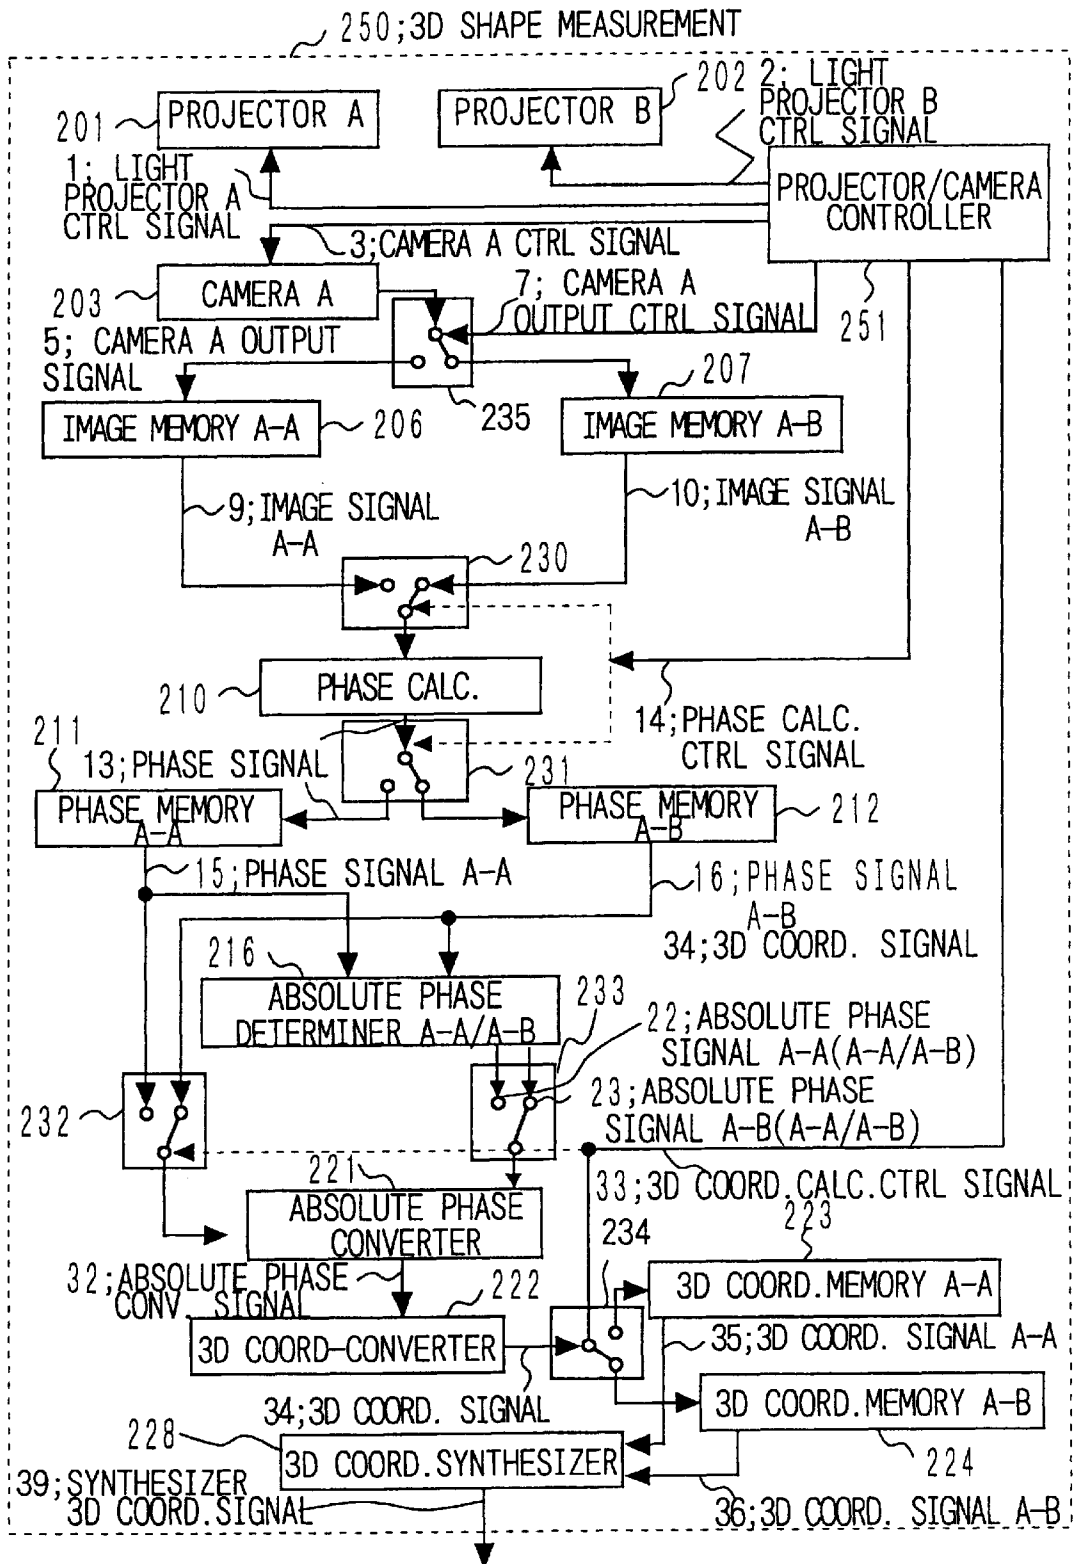 250;3D SHAPE MEASUREMENT
201
PROJECTOR A
PROJECTOR B
202
2; LIGHT
PROJECTOR B
CTRL SIGNAL
1; LIGHT
PROJECTOR A
CTRL SIGNAL
PROJECTOR/CAMERA
CONTROLLER
251
3;CAMERA A CTRL SIGNAL
203
CAMERA A
7; CAMERA A
OUTPUT CTRL SIGNAL
5; CAMERA A OUTPUT
SIGNAL
235
207
IMAGE MEMORY A-A
206
IMAGE MEMORY A-B
9;IMAGE SIGNAL
A-A
10;IMAGE SIGNAL
A-B
230
210
PHASE CALC.
14;PHASE CALC.
CTRL SIGNAL
211
13;PHASE SIGNAL
231
PHASE MEMORY
A-A
PHASE MEMORY
A-B
212
15;PHASE SIGNAL A-A
16;PHASE SIGNAL
A-B
34;3D COORD. SIGNAL
216
ABSOLUTE PHASE
DETERMINER A-A/A-B
233
22;ABSOLUTE PHASE
SIGNAL A-A(A-A/A-B)
23;ABSOLUTE PHASE
SIGNAL A-B(A-A/A-B)
232
33;3D COORD.CALC.CTRL SIGNAL
221
ABSOLUTE PHASE
CONVERTER
234
223
32;ABSOLUTE PHASE
CONV. SIGNAL
222
3D COORD.MEMORY A-A
3D COORD-CONVERTER
35;3D COORD. SIGNAL A-A
34;3D COORD. SIGNAL
3D COORD.MEMORY A-B
228
3D COORD.SYNTHESIZER
224
39;SYNTHESIZER
3D COORD.SIGNAL
36;3D COORD. SIGNAL A-B